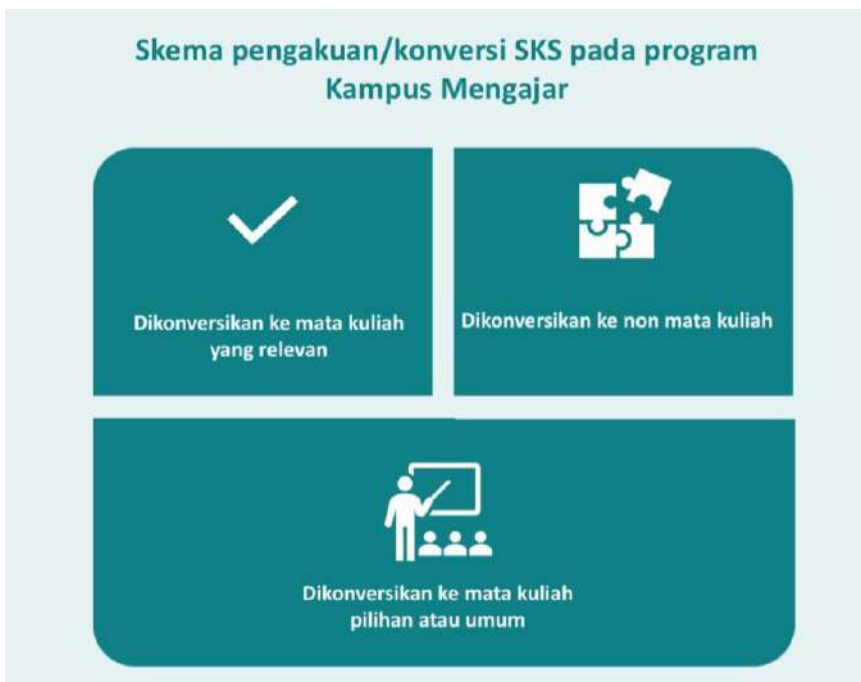 Skema pengakuan/konversi SKS pada program
Kampus Mengajar
Dikonversikan ke mata kuliah
yang relevan
Dikonversikan ke non mata kuliah
Dikonversikan ke mata kuliah
pilihan atau umum